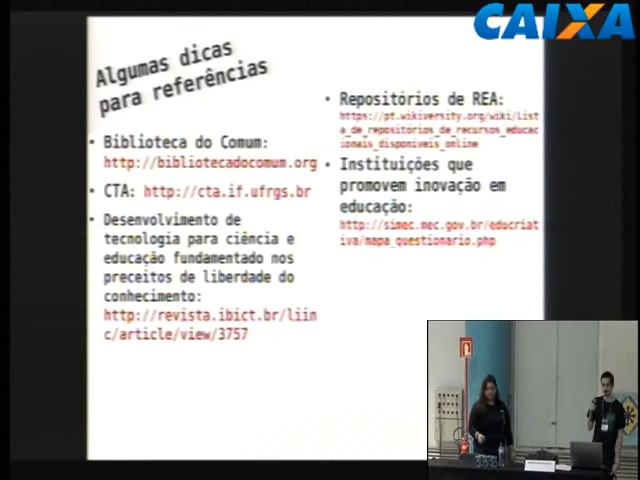 CAIXA
Algumas dicas
para referências
• Biblioteca do Comum:
http://bibliotecadocomum.org
• CTA: http://cta.if.ufrgs.br
• Desenvolvimento de
tecnologia para ciência e
educação fundamentado nos
preceitos de liberdade do
conhecimento:
http://revista.ibict.br/liin
c/article/view/3757
• Repositórios de REA:
https://pt.wikiversity.org/wiki/List
a_de_repositórios_de_recursos_educac
ionais_disponíveis_online
• Instituições que
promovem inovação em
educação:
http://simec.mec.gov.br/educriat
iva/mapa_questionario.php